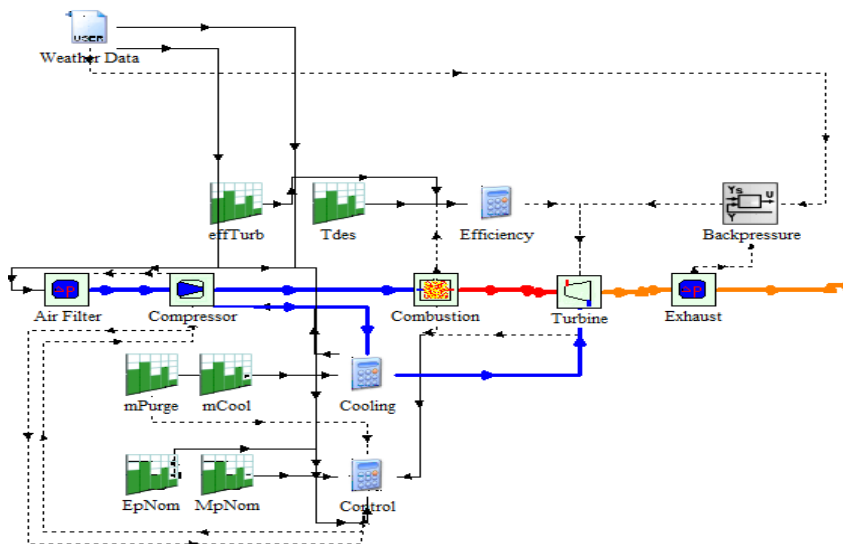 USER
Weather Data
effTurb
Tdes
Efficiency
Ys
U
Y
Backpressure
Air Filter
Compressor
Combustion
Turbine
Exhaust
mPurge
mCool
Cooling
EpNom
MpNom
Control